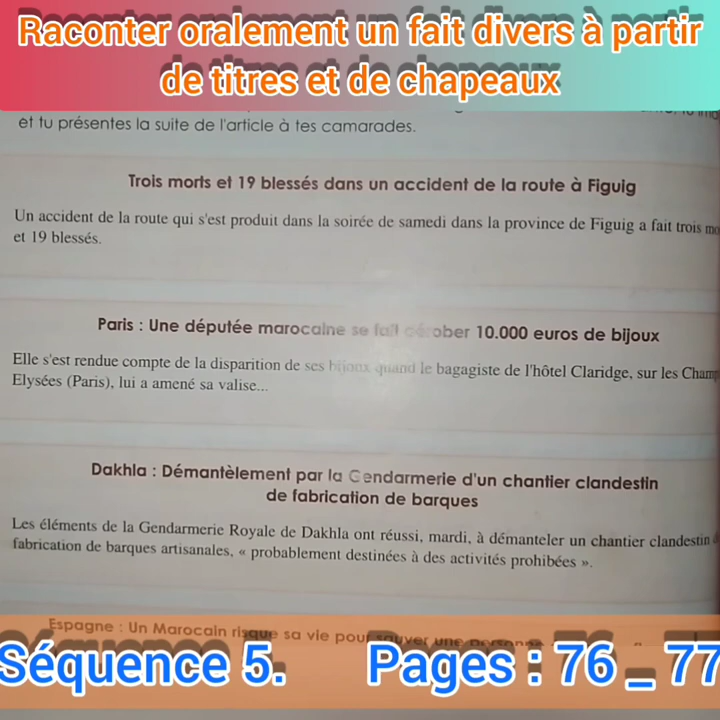 Raconter oralement un fait divers à partir
de titres et de chapeaux
et tu présentes la suite de l'article à tes camarades.
Trois morts et 19 blessés dans un accident de la route à Figuig
Un accident de la route qui s'est produit dans la soirée de samedi dans la province de Figuig a fait trois
et 19 blessés.
Paris : Une députée marocaine se fait dérober 10.000 euros de bijoux
Elle s'est rendue compte de la disparition de ses bijoux quand le bagagiste de l'hôtel Claridge, sur les
Elysées (Paris), lui a amené sa valise...
Dakhla : Démantèlement par la Gendarmerie d'un chantier clandestin
de fabrication de barques
Les éléments de la Gendarmerie Royale de Dakhla ont réussi, mardi, à démanteler un chantier clandestin
fabrication de barques artisanales, « probablement destinées à des activités prohibées ».
Espagne : Un Marocain risque sa vie pour sauver une personne
Séquence 5. Pages : 76 _ 77